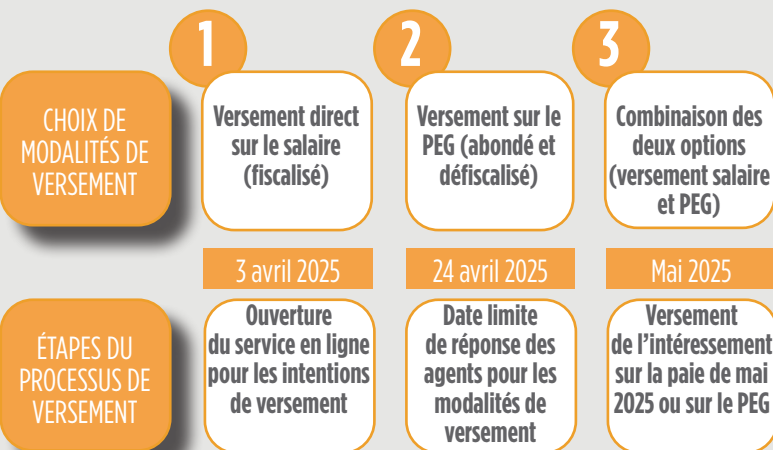 1
2
3
CHOIX DE
MODALITÉS DE
VERSEMENT
Versement direct
sur le salaire
(fiscalisé)
Versement sur le
PEG (abondé et
défiscalisé)
Combinaison des
deux options
(versement salaire
et PEG)
3 avril 2025
24 avril 2025
Mai 2025
ÉTAPES DU
PROCESSUS DE
VERSEMENT
Ouverture
du service en ligne
pour les intentions
de versement
Date limite
de réponse des
agents pour les
modalités de
versement
Versement
de l'intéressement
sur la paie de mai
2025 ou sur le PEG